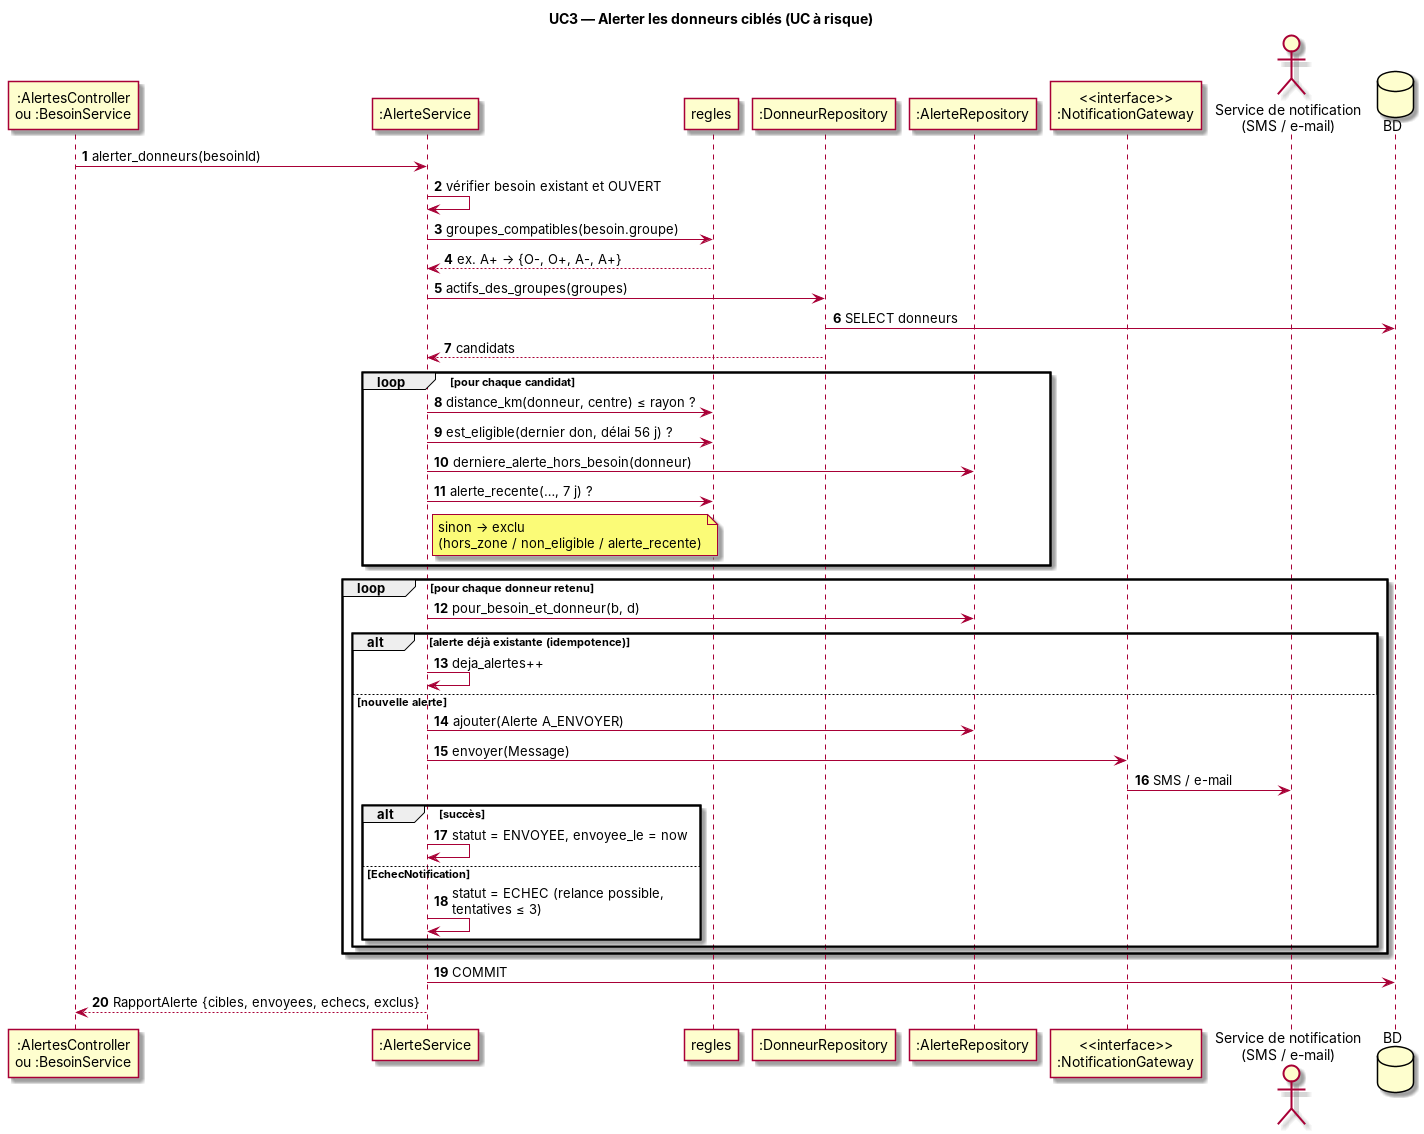 UC3 — Alerter les donneurs ciblés (UC à risque)
:AlertesController
ou :BesoinService
:AlerteService
regles
:DonneurRepository
:AlerteRepository
<<interface>>
:NotificationGateway
Service de notification
(SMS / e-mail)
BD
1 alerter_donneurs(besoinId)
2 vérifier besoin existant et OUVERT
3 groupes_compatibles(besoin.groupe)
4 ex. A+ → {O-, O+, A-, A+}
5 actifs_des_groupes(groupes)
6 SELECT donneurs
7 candidats
loop [pour chaque candidat]
8 distance_km(donneur, centre) ≤ rayon ?
9 est_eligible(dernier don, délai 56 j) ?
10 derniere_alerte_hors_besoin(donneur)
11 alerte_recente(..., 7 j) ?
sinon → exclu
(hors_zone / non_eligible / alerte_recente)
loop [pour chaque donneur retenu]
12 pour_besoin_et_donneur(b, d)
alt [alerte déjà existante (idempotence)]
13 deja_alertes++
[nouvelle alerte]
14 ajouter(Alerte A_ENVOYER)
15 envoyer(Message)
16 SMS / e-mail
alt [succès]
17 statut = ENVOYEE, envoyee_le = now
[EchecNotification]
18 statut = ECHEC (relance possible,
tentatives ≤ 3)
19 COMMIT
20 RapportAlerte {cibles, envoyees, echecs, exclus}
:AlertesController
ou :BesoinService
:AlerteService
regles
:DonneurRepository
:AlerteRepository
<<interface>>
:NotificationGateway
Service de notification
(SMS / e-mail)
BD